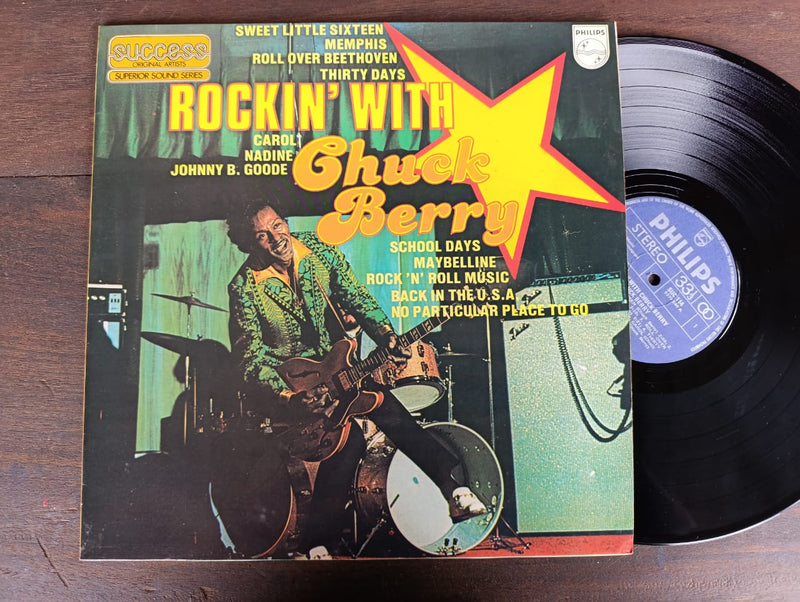 success
ORIGINAL ARTISTS
SUPERIOR SOUND SERIES
SWEET LITTLE SIXTEEN
MEMPHIS
ROLL OVER BEETHOVEN
THIRTY DAYS
PHILIPS
ROCKIN' WITH
CAROL
NADINE
JOHNNY B. GOODE
Chuck
Berry
SCHOOL DAYS
MAYBELLINE
ROCK 'N' ROLL MUSIC
BACK IN THE U.S.A.
NO PARTICULAR PLACE TO GO
PHILIPS
STEREO
33⅓